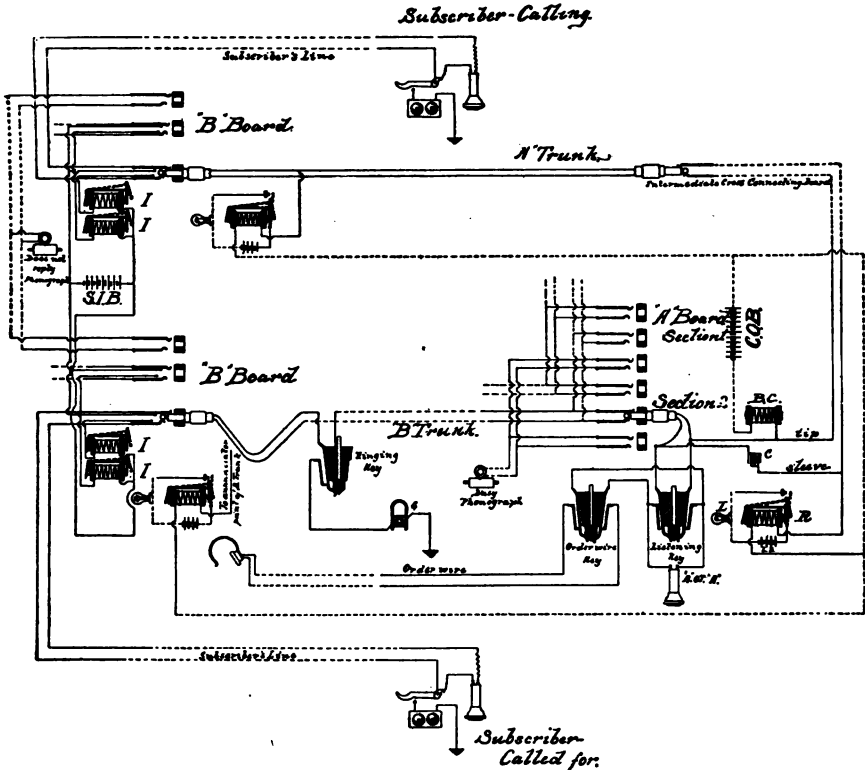 Subscriber-Calling.
Subscriber's Line
"B" Board.
"A" Trunk.
Intermediate Cross Connecting Board
I
I
Does not
reply
Phonograph
S.I.B.
"A" Board
Section 1
C.O.B.
"B" Board
Section 2
B.C.
B Trunk.
tip
Ringing
Key
C
sleeve
I
I
Busy
Phonograph
L
R
G
Order wire
Key
Listening
Key
Order wire
Subscriber's Line
Subscriber-
Called for.